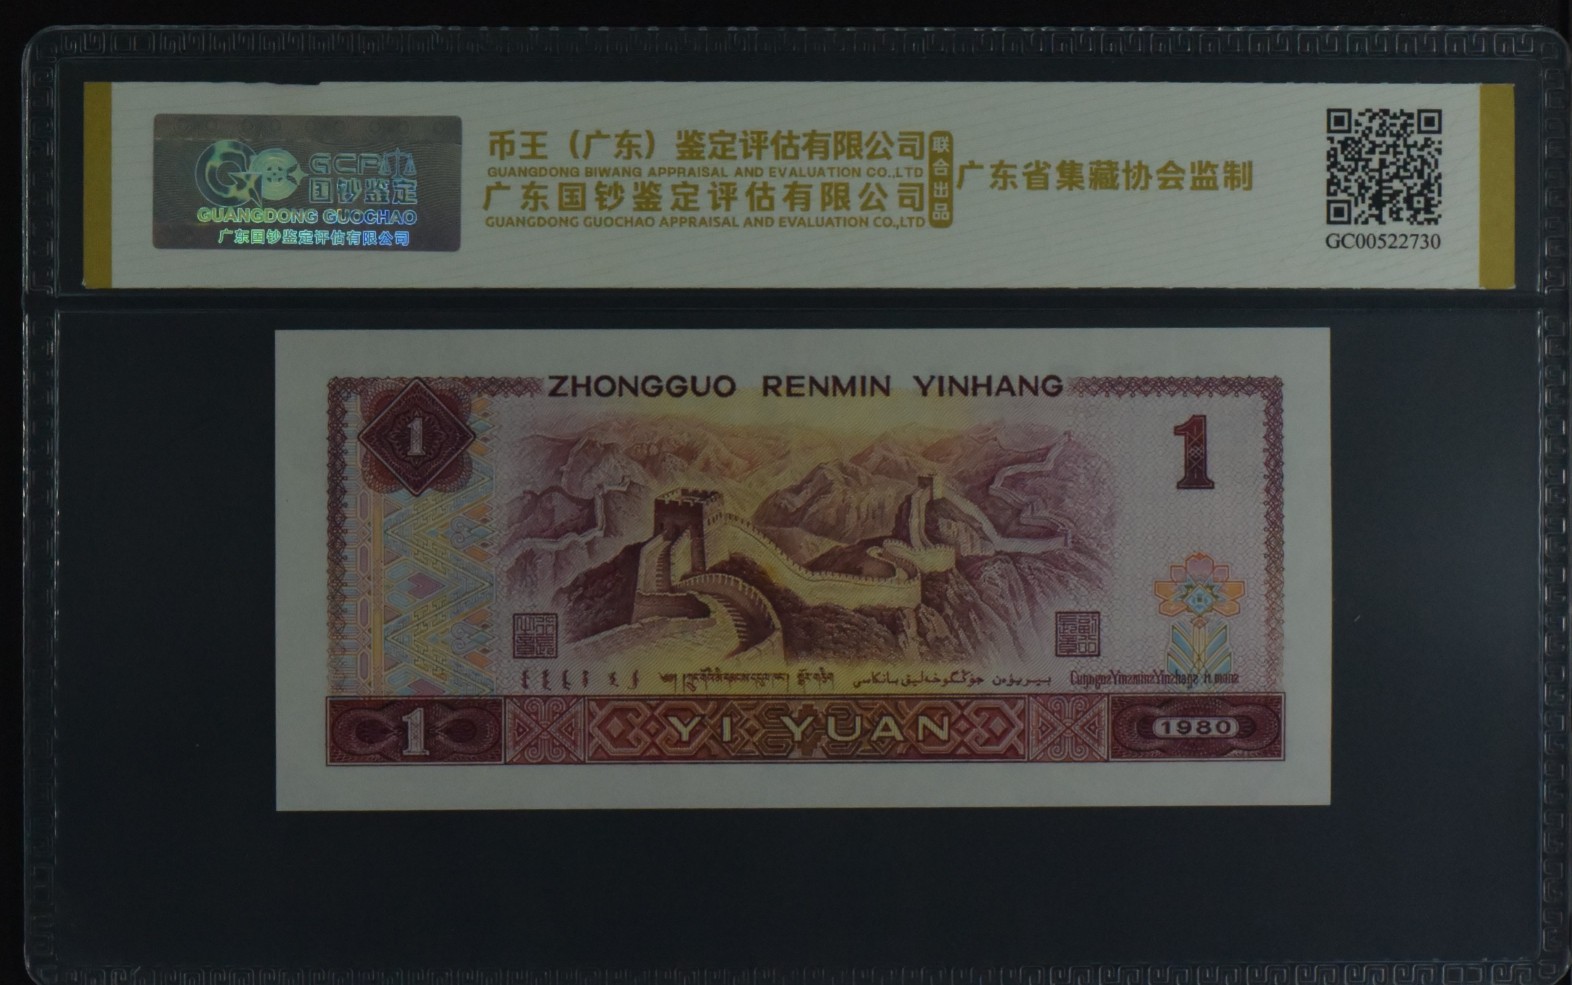 GCP
国钞鉴定
GUANGDONG GUOCHAO
广东国钞鉴定评估有限公司
币王（广东）鉴定评估有限公司
GUANGDONG BIWANG APPRAISAL AND EVALUATION CO.,LTD
广东国钞鉴定评估有限公司
GUANGDONG GUOCHAO APPRAISAL AND EVALUATION CO.,LTD
联合出品
广东省集藏协会监制
GC00522730
ZHONGGUO RENMIN YINHANG
1
1
1
YI YUAN
1980